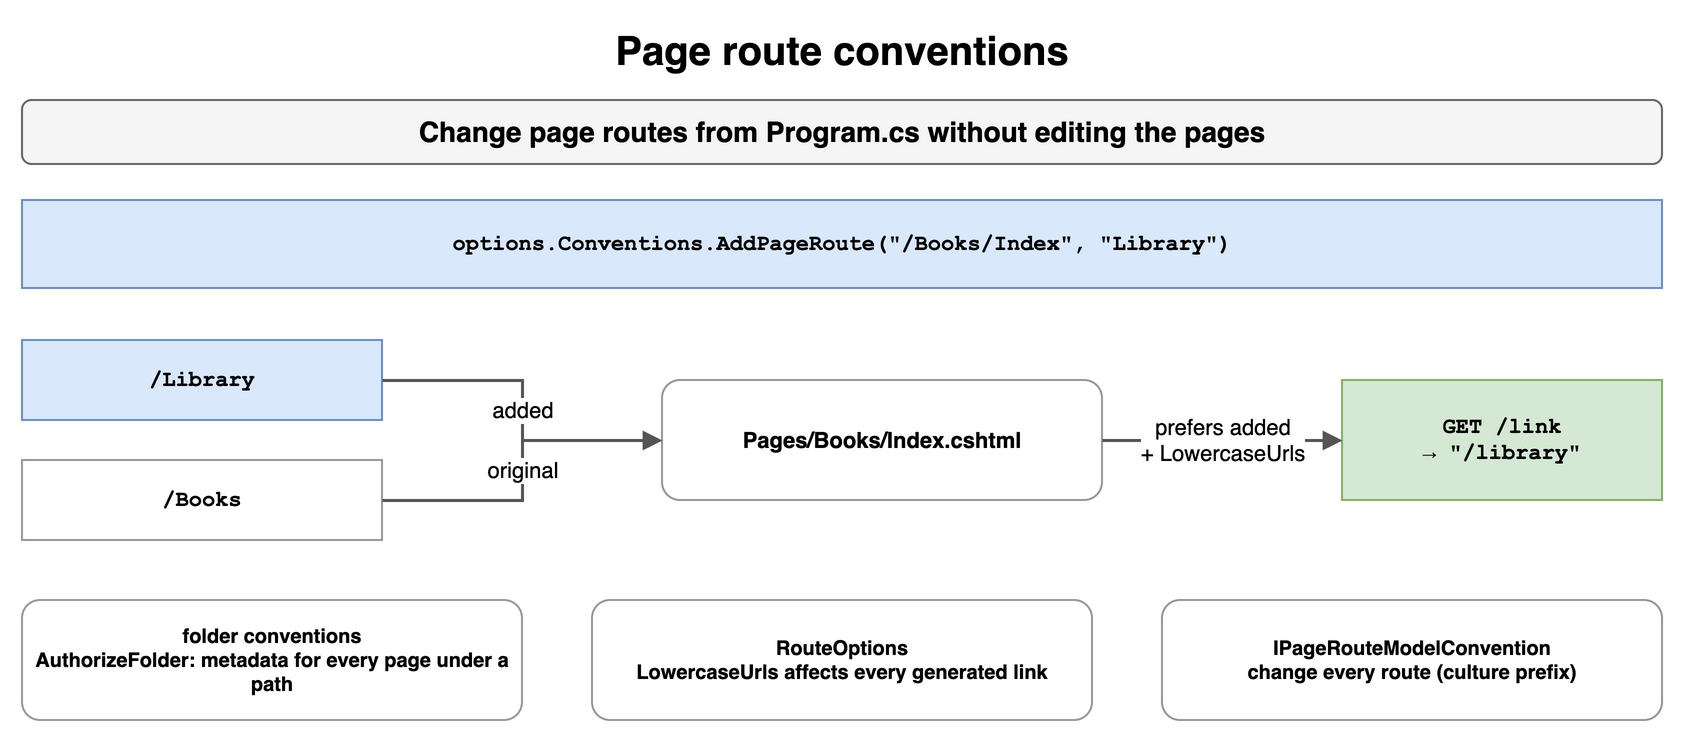 Page route conventions
Change page routes from Program.cs without editing the pages
options.Conventions.AddPageRoute("/Books/Index", "Library")
/Library
added
original
/Books
Pages/Books/Index.cshtml
prefers added
+ LowercaseUrls
GET /link
→ "/library"
folder conventions
AuthorizeFolder: metadata for every page under a
path
RouteOptions
LowercaseUrls affects every generated link
IPageRouteModelConvention
change every route (culture prefix)